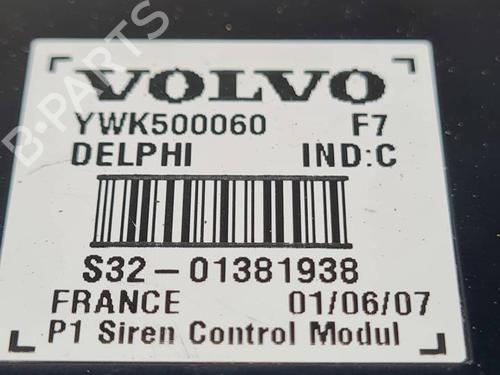 VOLVO
YWK500060 F7
DELPHI IND:C
S32-01381938
FRANCE 01/06/07
P1 Siren Control Modul
B-PARTS